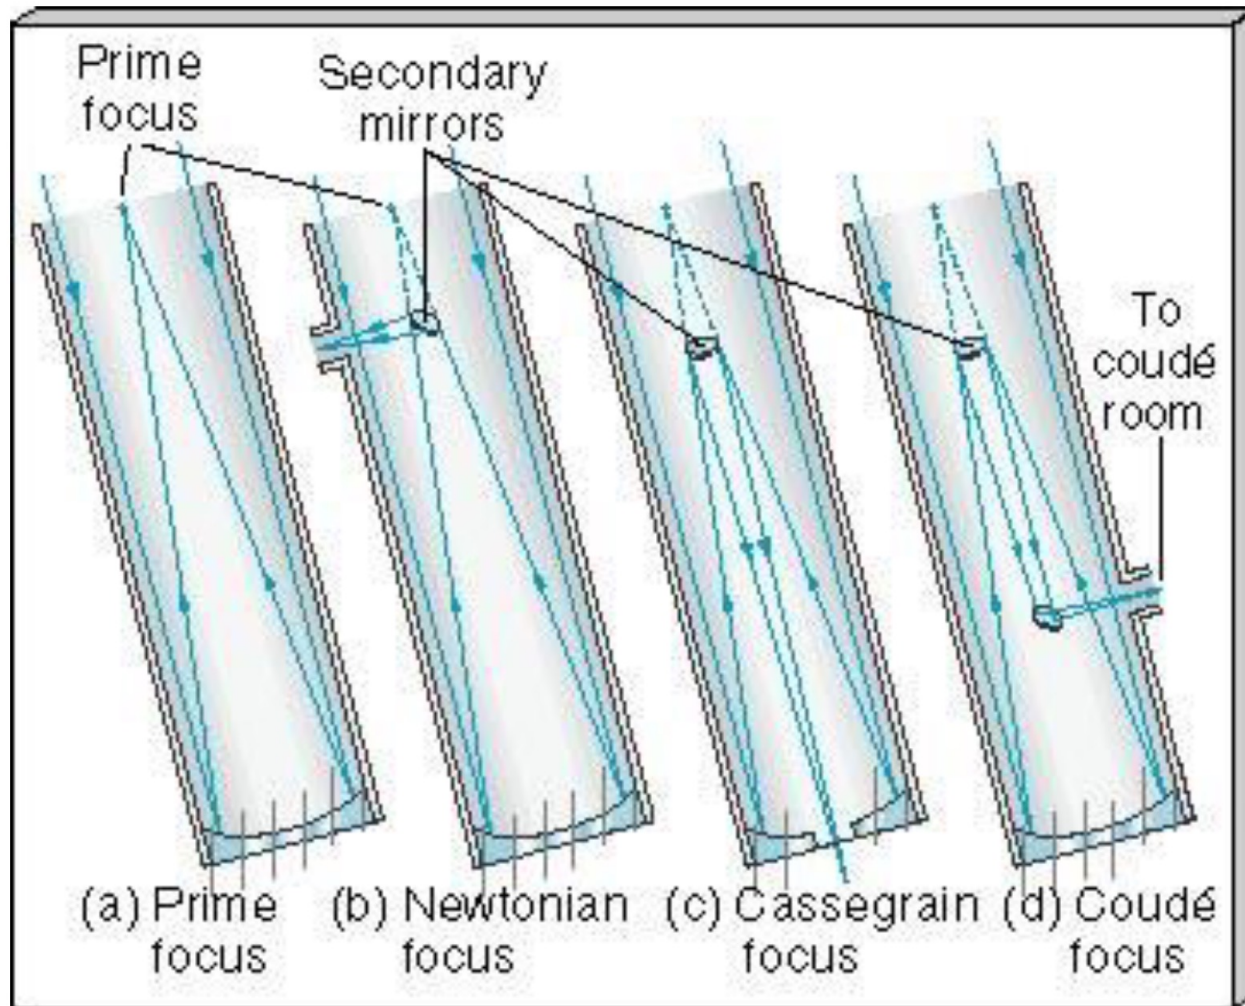 Prime
focus
Secondary
mirrors
To
coudé
room
(a) Prime
focus
(b) Newtonian
focus
(c) Cassegrain
focus
(d) Coudé
focus